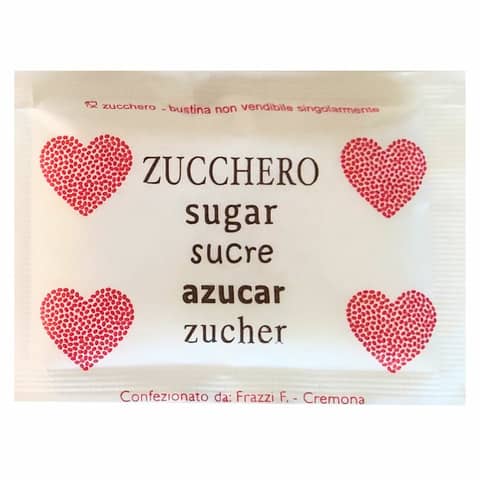 zucchero - bustina non vendibile singolarmente
ZUCCHERO
sugar
sucre
azucar
zucher
Confezionato da: Frazzi F. - Cremona